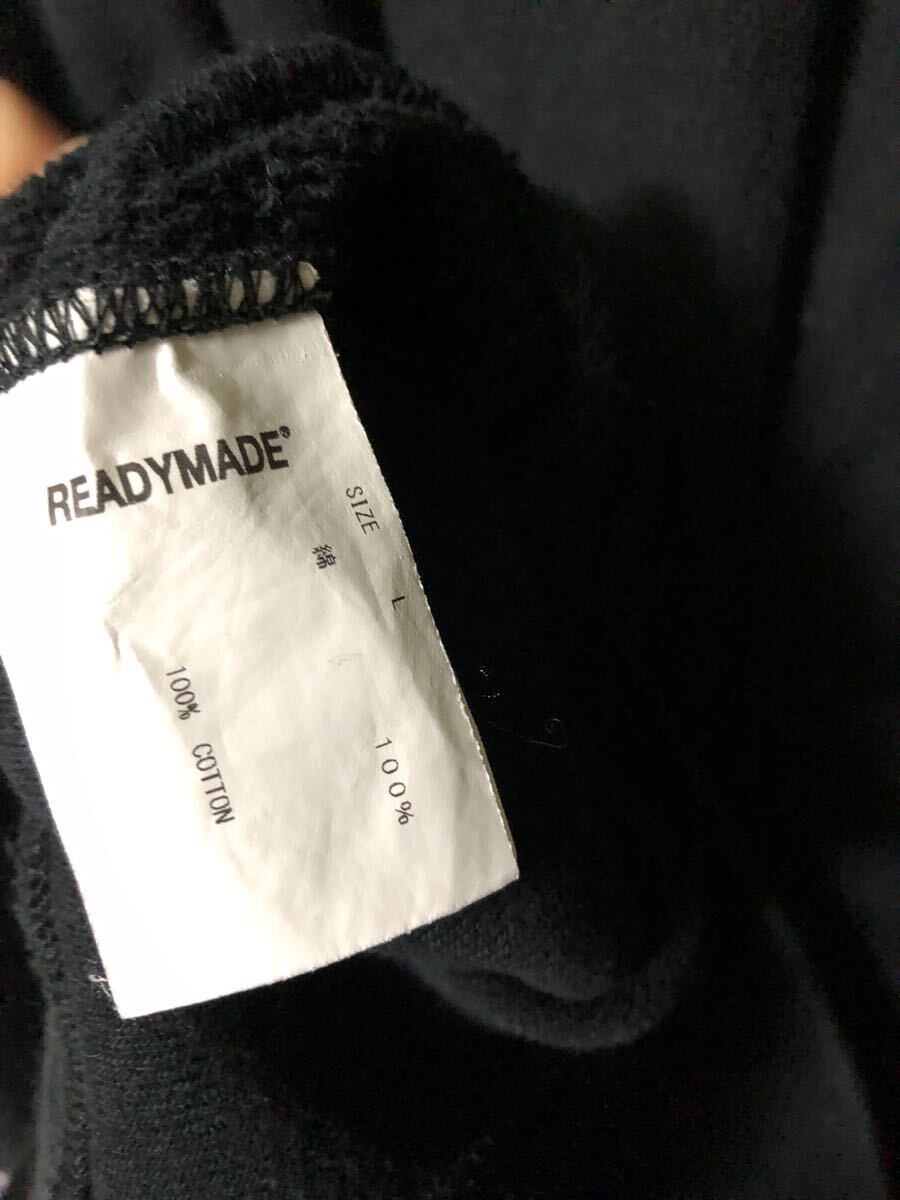 READYMADE®
SIZE L
綿 100%
100% COTTON